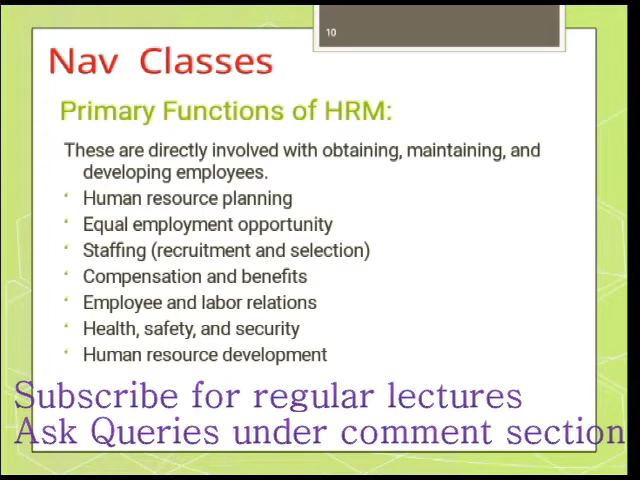 10
Nav Classes
Primary Functions of HRM:
These are directly involved with obtaining, maintaining, and
developing employees.
Human resource planning
Equal employment opportunity
Staffing (recruitment and selection)
Compensation and benefits
Employee and labor relations
Health, safety, and security
Human resource development
Subscribe for regular lectures
Ask Queries under comment section